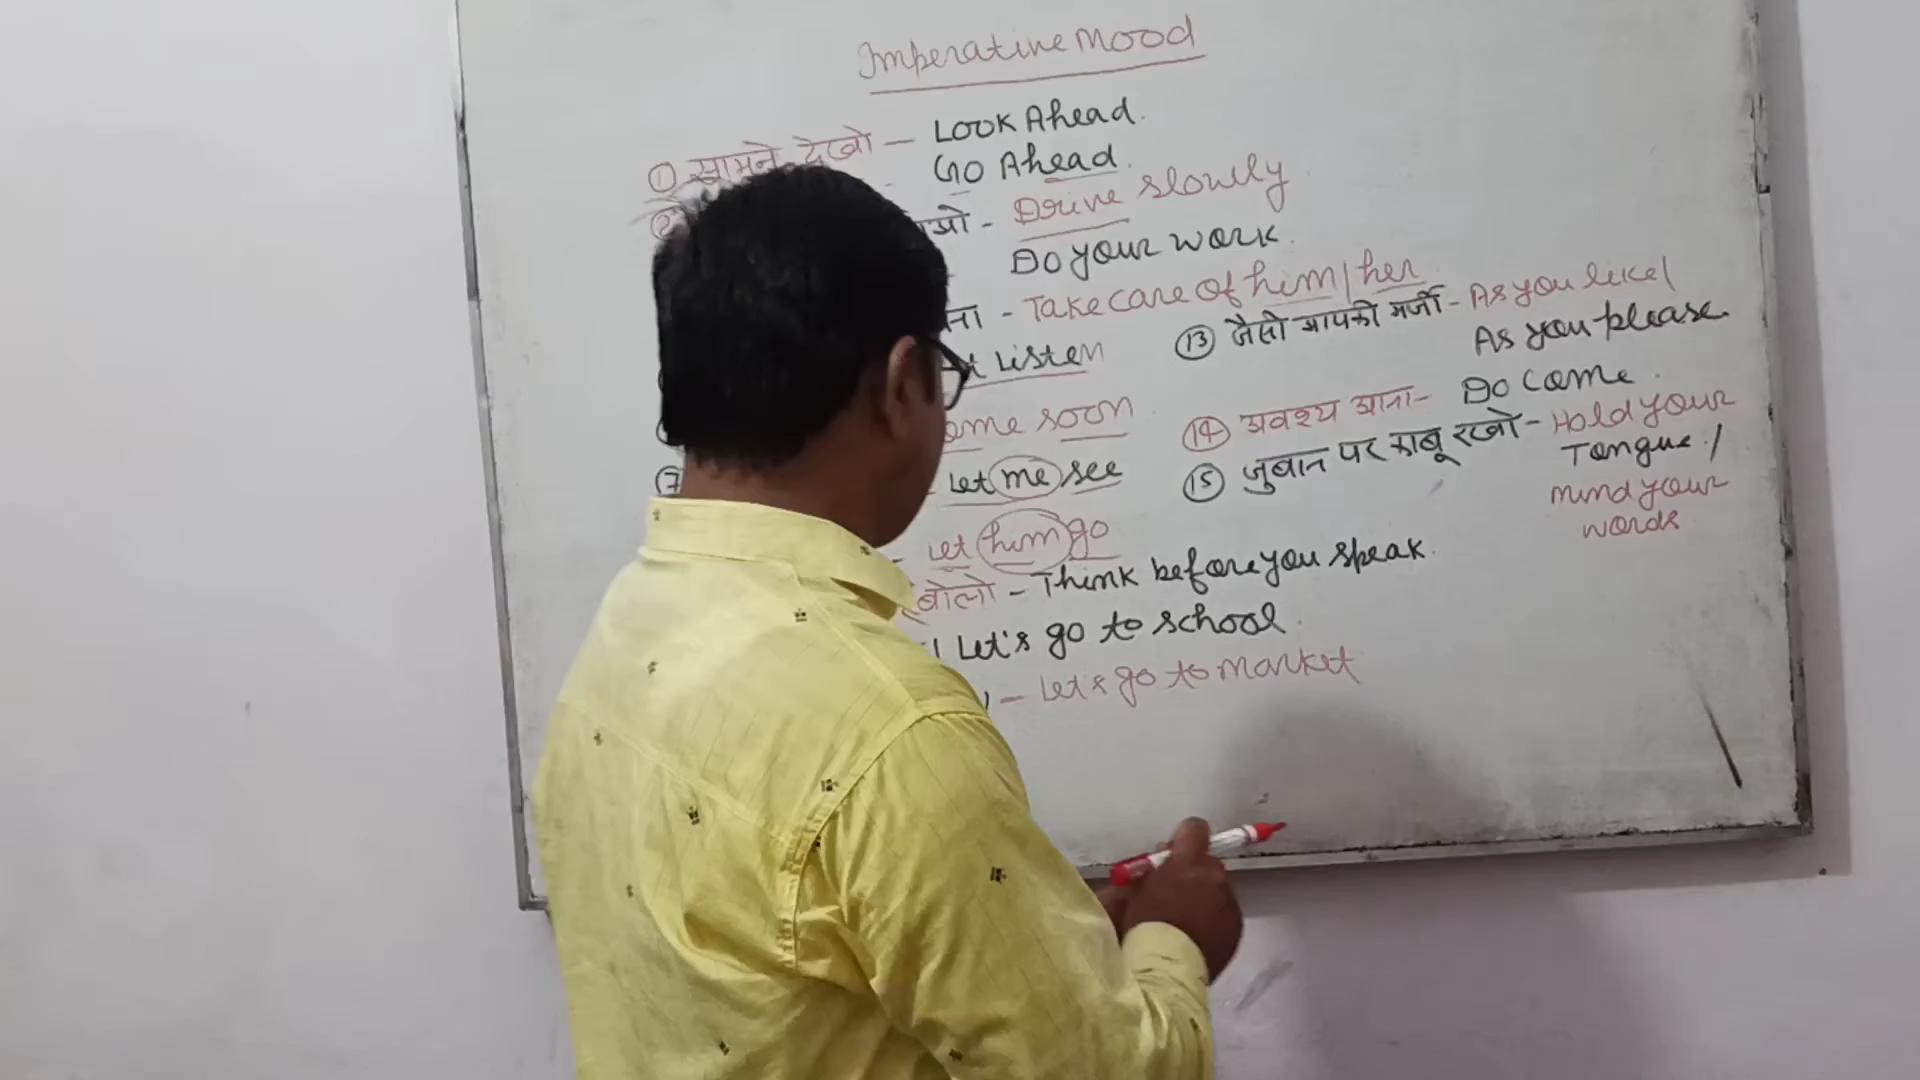 Imperative Mood
① सामने देखो - Look Ahead.
② Go Ahead.
ओ - Drive slowly
Do your work.
ना - Take care of him/her
Listen
ome soon
⑦ - Let me see
- Let him go
बोलो - Think before you speak.
Let's go to school.
- Let's go to market
⑬ जैसी आपकी मर्जी - As you like/
As you please.
⑭ अवश्य आना - Do come.
⑮ जुबान पर काबू रखो - Hold your
Tongue./
mind your
words.